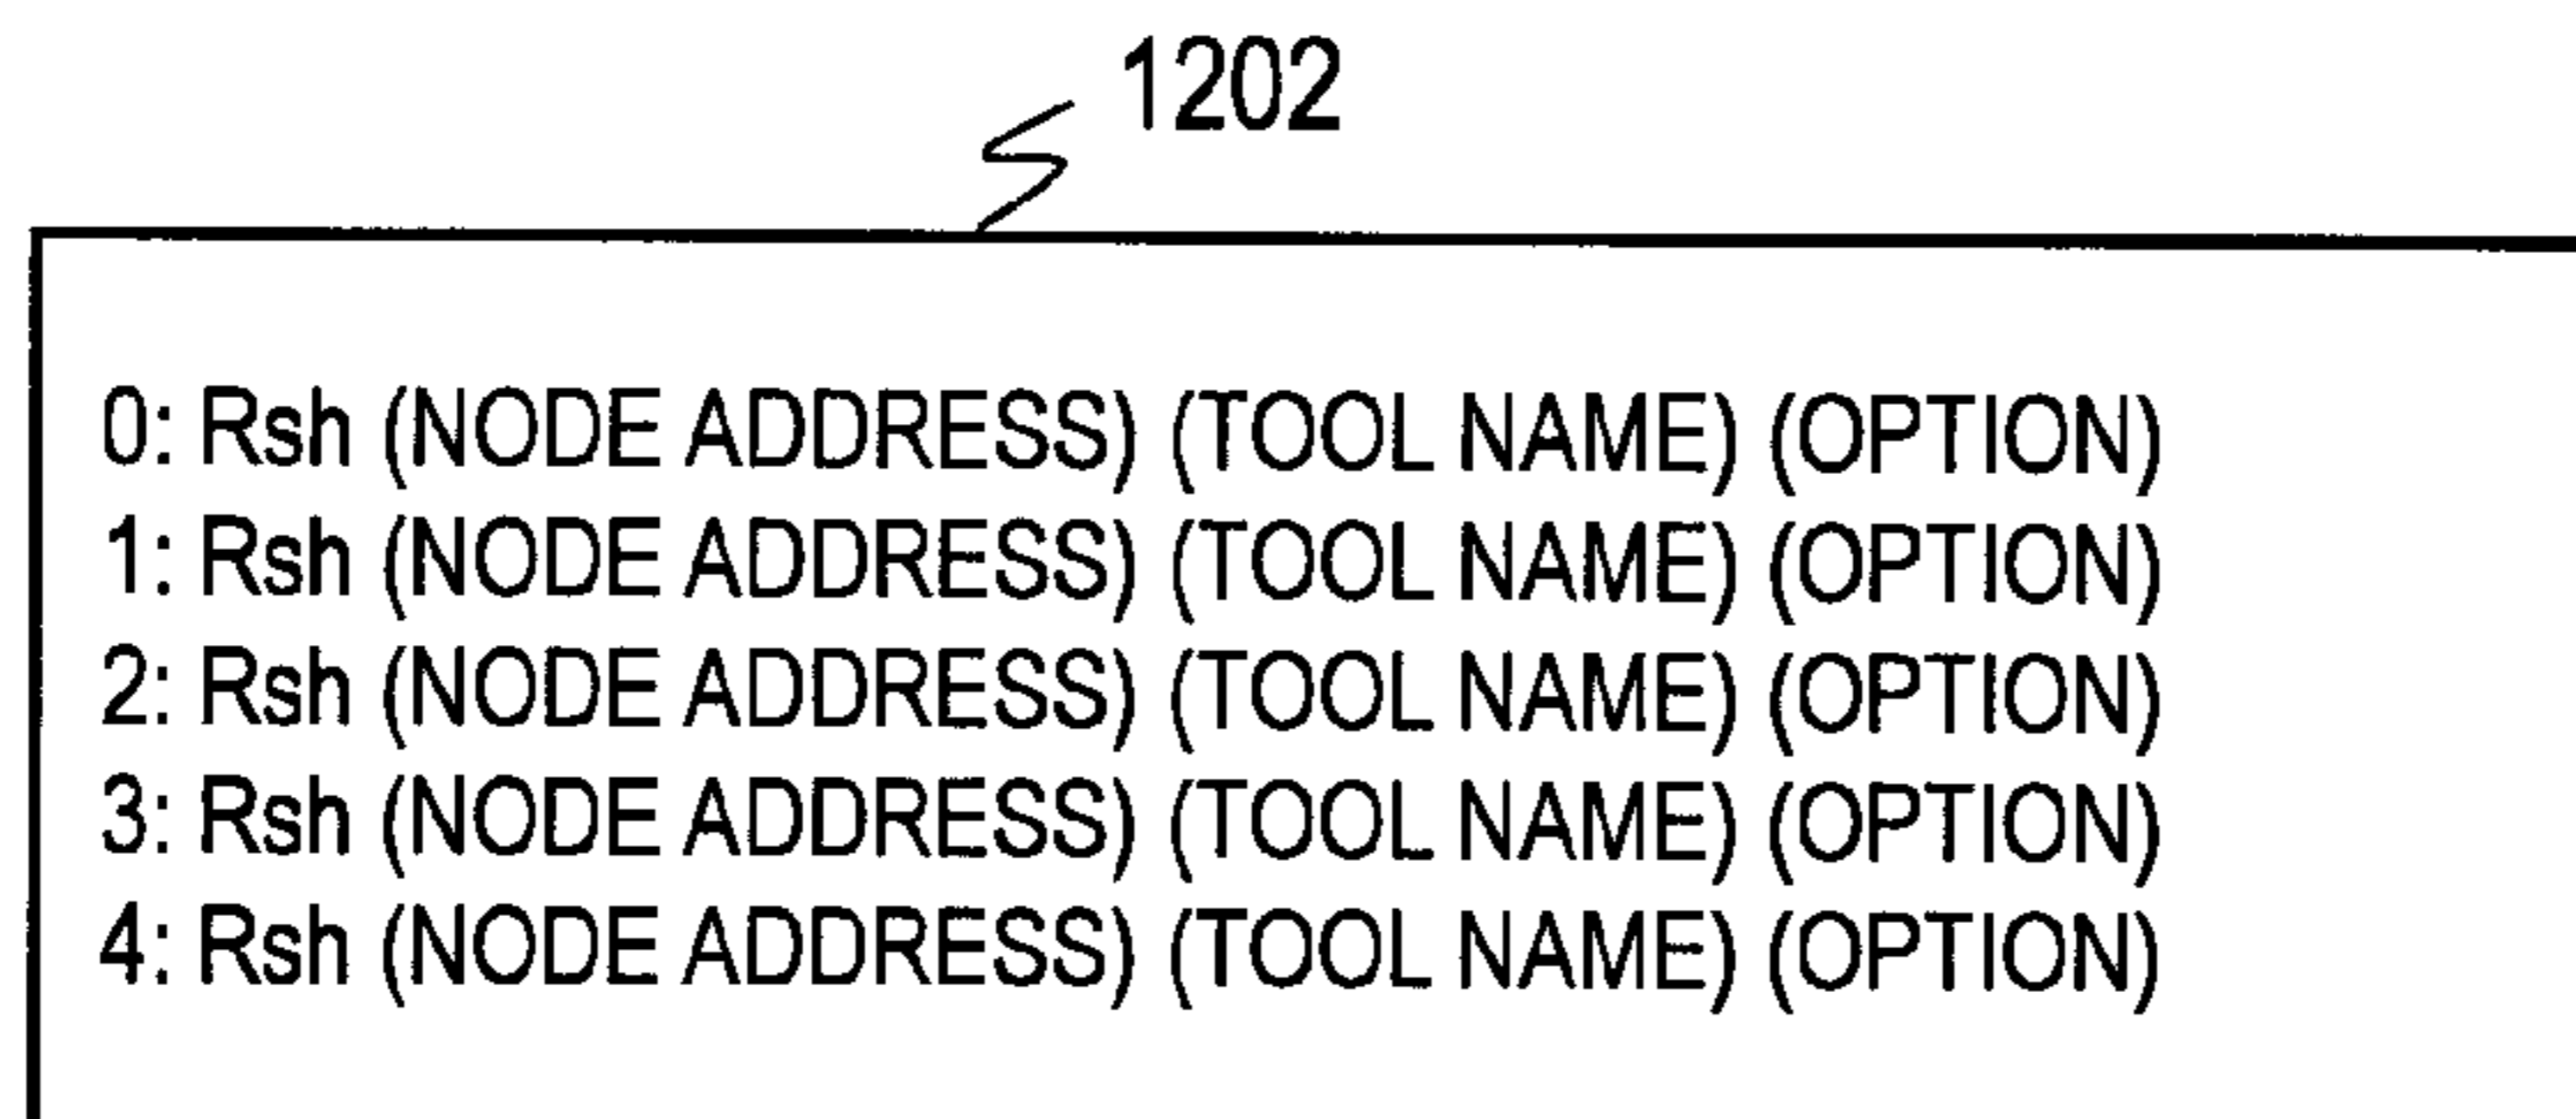 1202
0: Rsh (NODE ADDRESS) (TOOL NAME) (OPTION)
1: Rsh (NODE ADDRESS) (TOOL NAME) (OPTION)
2: Rsh (NODE ADDRESS) (TOOL NAME) (OPTION)
3: Rsh (NODE ADDRESS) (TOOL NAME) (OPTION)
4: Rsh (NODE ADDRESS) (TOOL NAME) (OPTION)